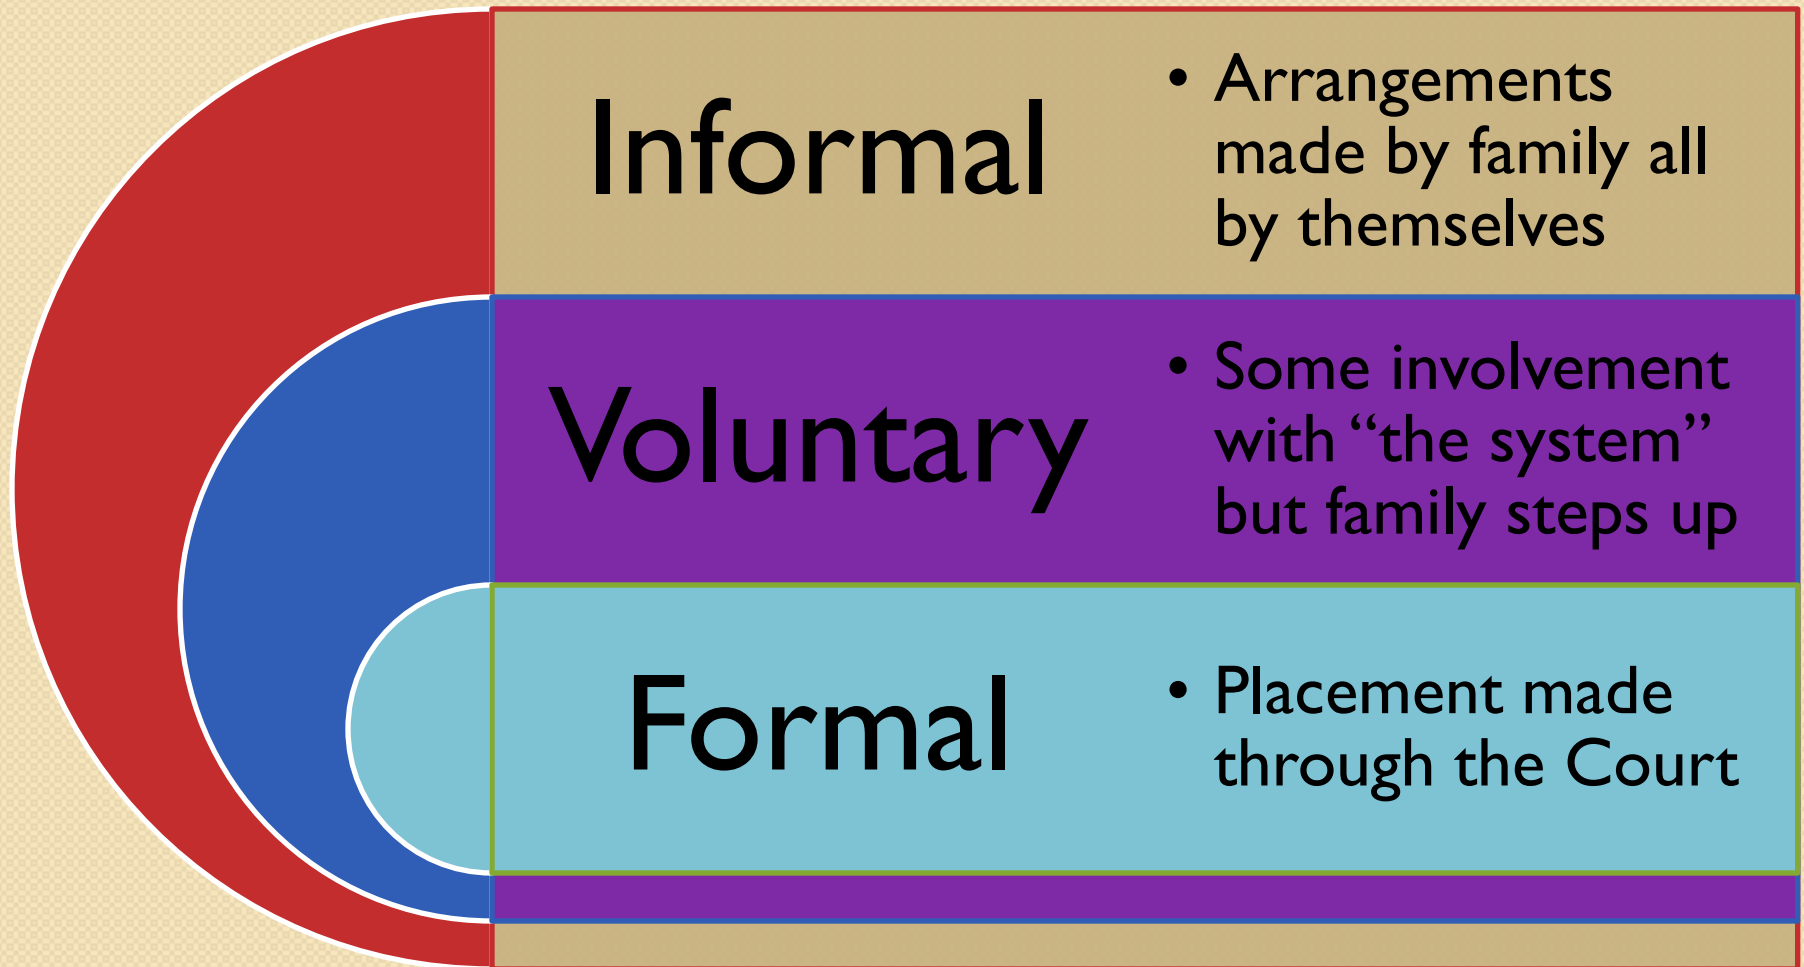 Informal
• Arrangements
made by family all
by themselves
Voluntary
• Some involvement
with “the system”
but family steps up
Formal
• Placement made
through the Court